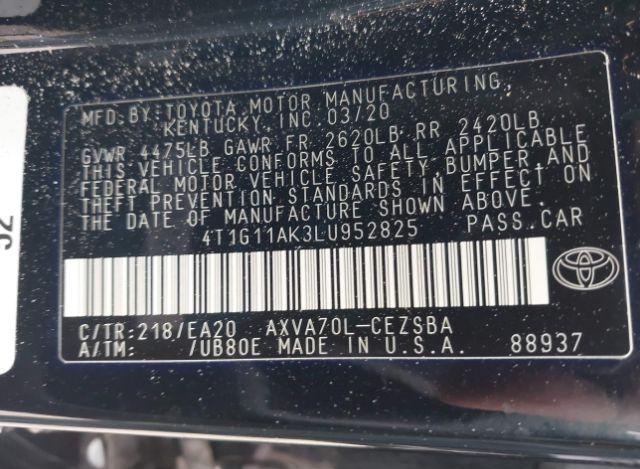 MFD.BY:TOYOTA MOTOR MANUFACTURING,
KENTUCKY,INC.03/20
GVWR 4475LB GAWR FR 2620LB RR 2420LB
THIS VEHICLE CONFORMS TO ALL APPLICABLE
FEDERAL MOTOR VEHICLE SAFETY,BUMPER,AND
THEFT PREVENTION STANDARDS IN EFFECT ON
THE DATE OF MANUFACTURE SHOWN ABOVE.
4T1G11AK3LU952825 PASS.CAR
C/TR:218/EA20 AXVA70L-CEZSBA
A/TM: /UB80E MADE IN U.S.A. 88937